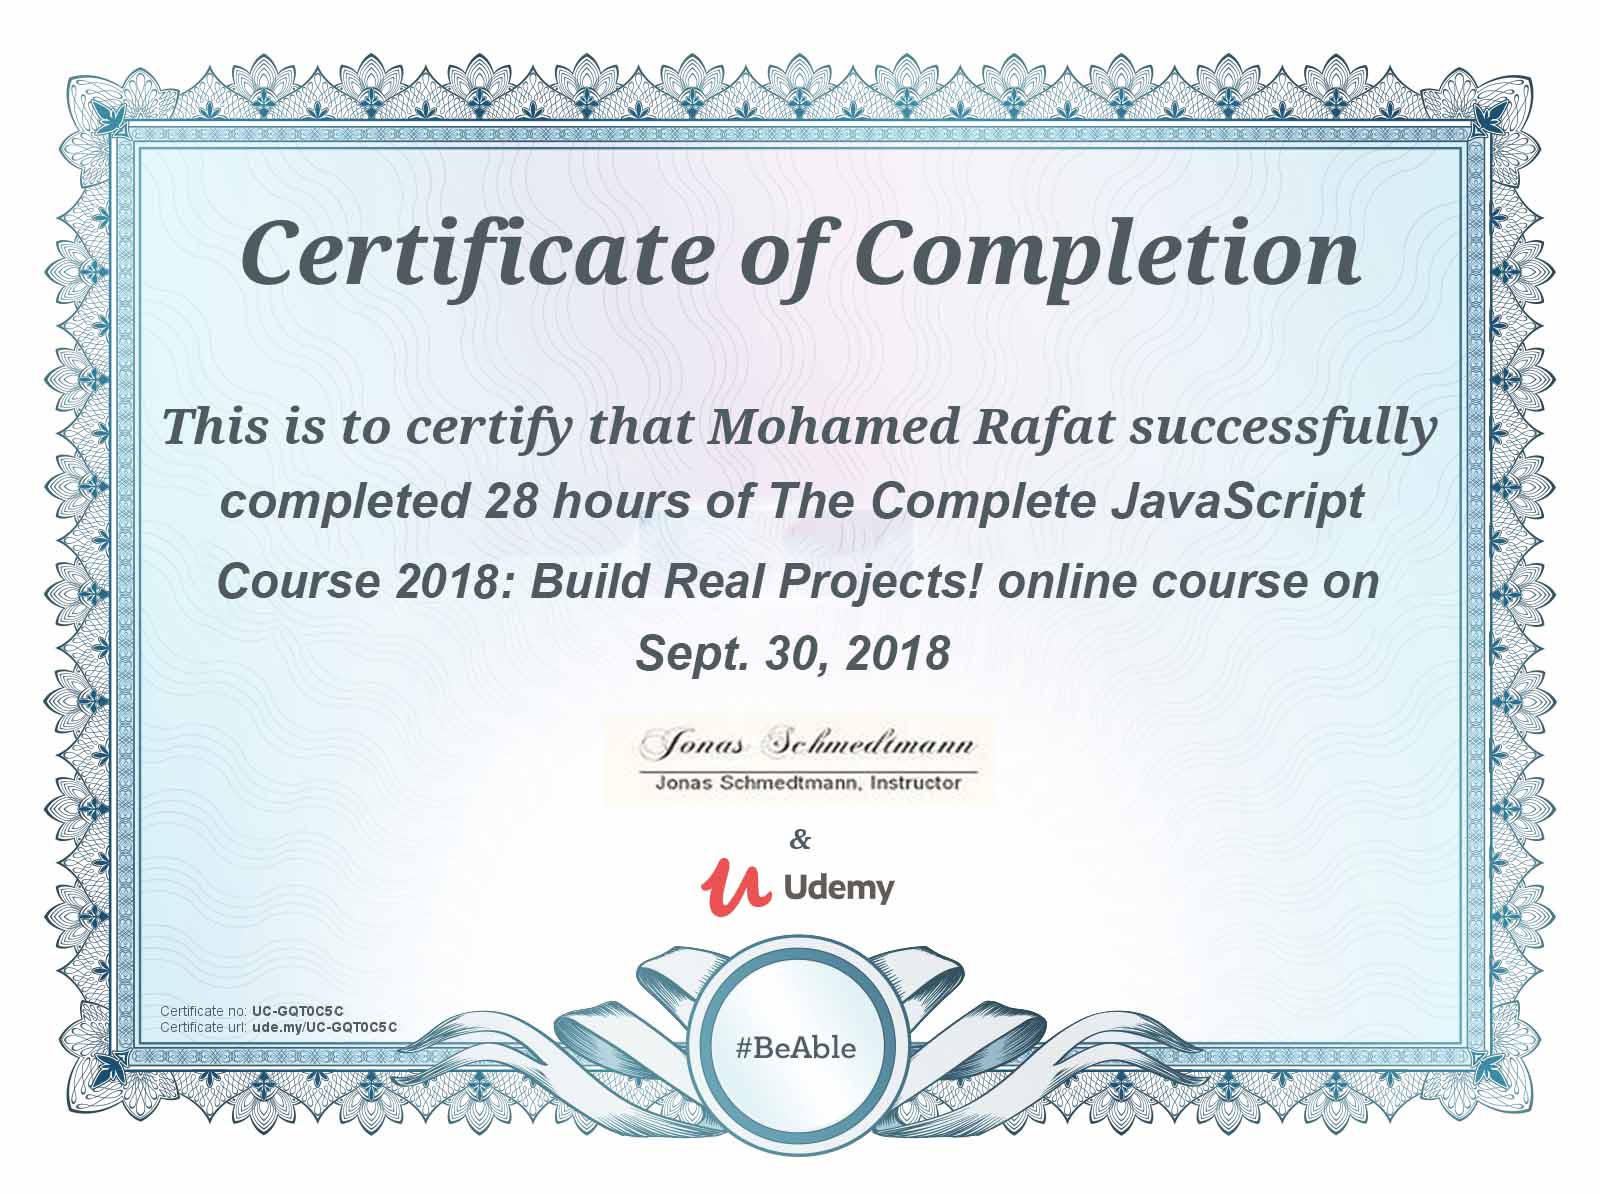 Certificate of Completion
This is to certify that Mohamed Rafat successfully
completed 28 hours of The Complete JavaScript
Course 2018: Build Real Projects! online course on
Sept. 30, 2018
Jonas Schmedtmann
Jonas Schmedtmann, Instructor
&
Udemy
Certificate no: UC-GQT0C5C
Certificate url: ude.my/UC-GQT0C5C
#BeAble